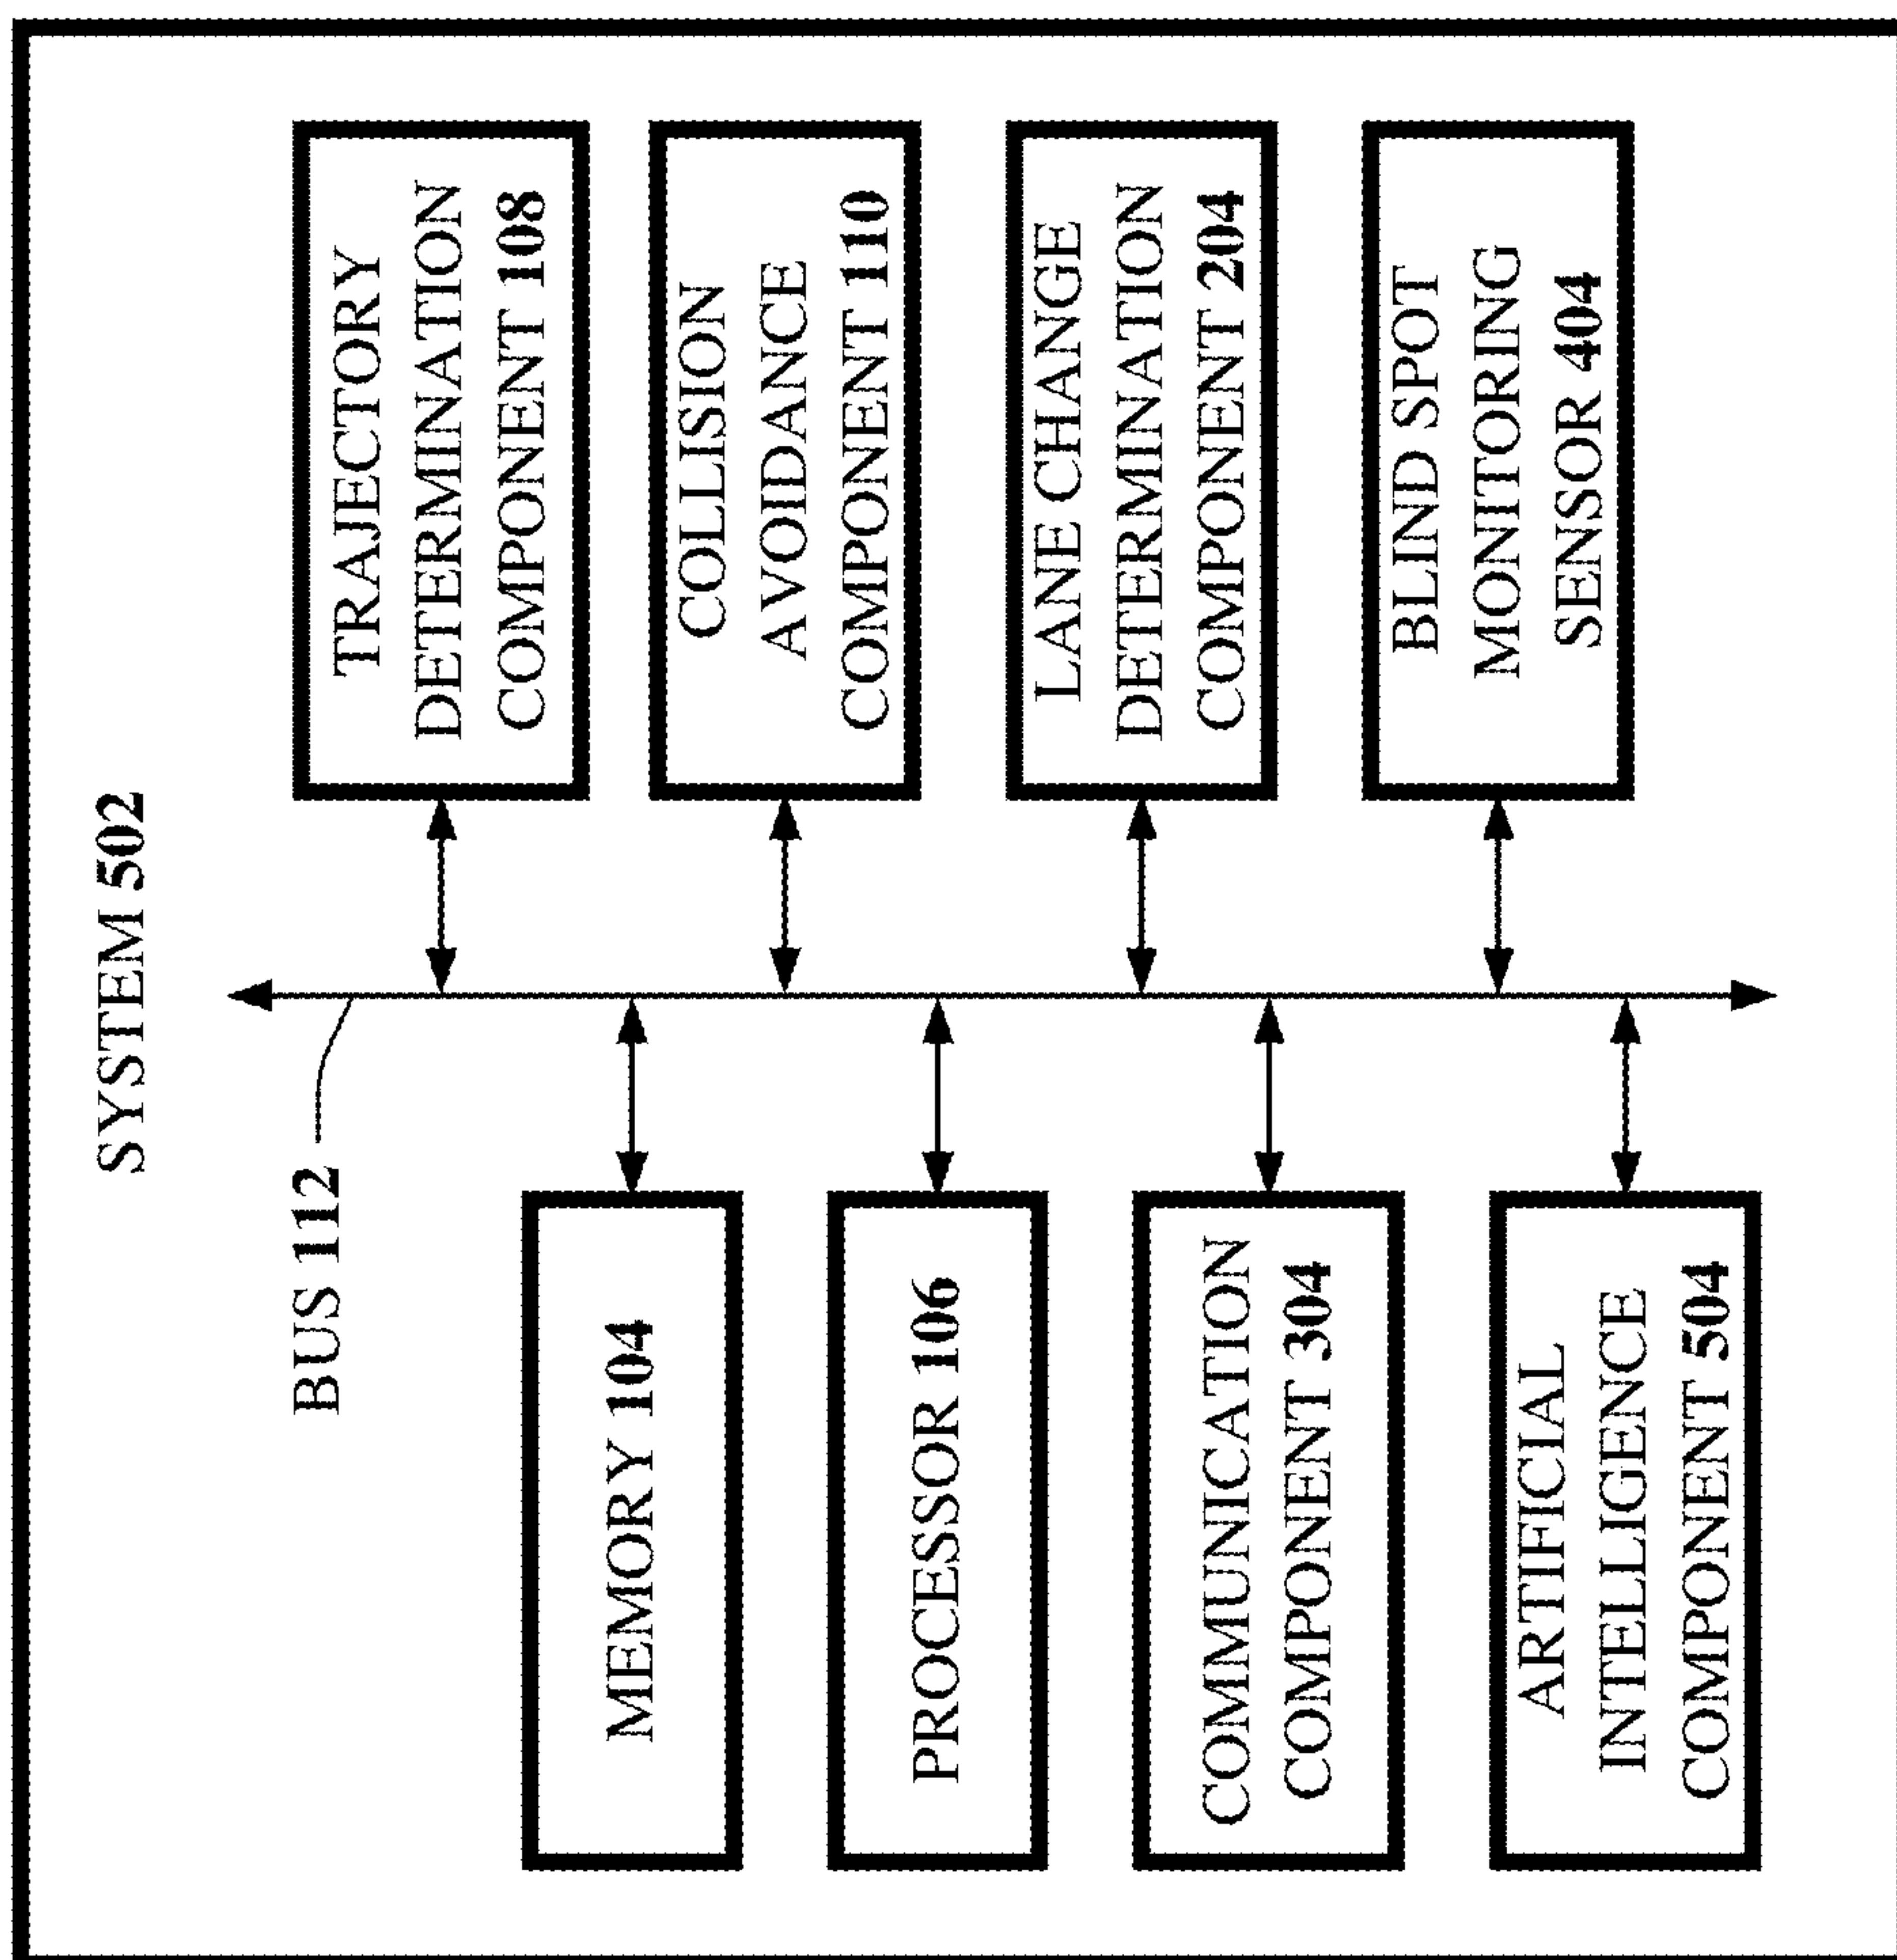 SYSTEM 502
BUS 112
MEMORY 104
PROCESSOR 106
COMMUNICATION
COMPONENT 304
ARTIFICIAL
INTELLIGENCE
COMPONENT 504
TRAJECTORY
DETERMINATION
COMPONENT 108
COLLISION
AVOIDANCE
COMPONENT 110
LANE CHANGE
DETERMINATION
COMPONENT 204
BLIND SPOT
MONITORING
SENSOR 404